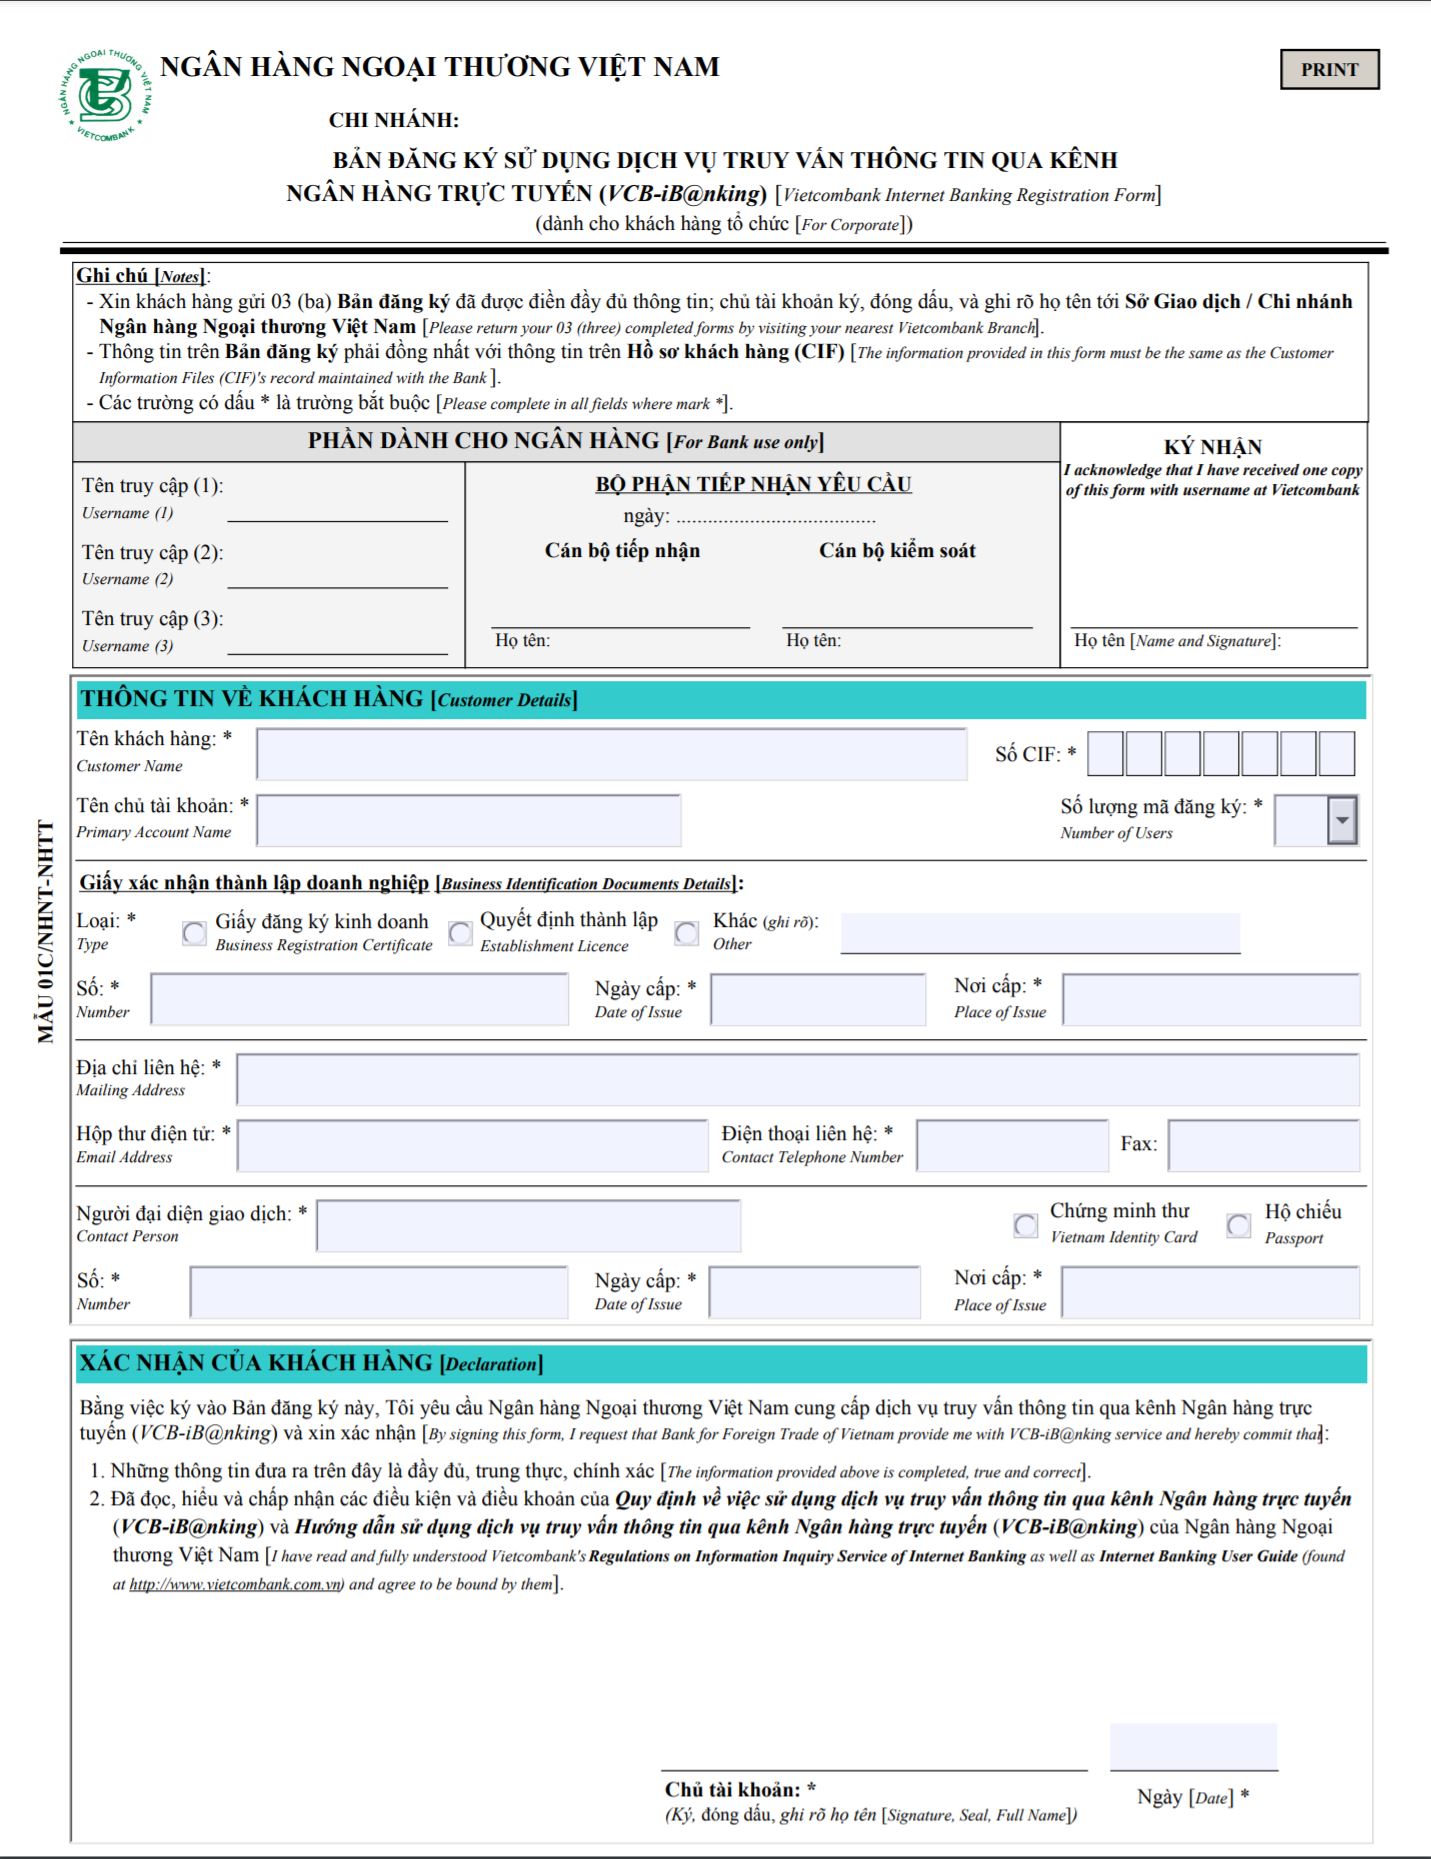 NGÂN HÀNG NGOẠI THƯƠNG VIỆT NAM
VIETCOMBANK
NGÂN HÀNG NGOẠI THƯƠNG VIỆT NAM
PRINT
CHI NHÁNH:
BẢN ĐĂNG KÝ SỬ DỤNG DỊCH VỤ TRUY VẤN THÔNG TIN QUA KÊNH
NGÂN HÀNG TRỰC TUYẾN (VCB-iB@nking) [Vietcombank Internet Banking Registration Form]
(dành cho khách hàng tổ chức [For Corporate])
Ghi chú [Notes]:
- Xin khách hàng gửi 03 (ba) Bản đăng ký đã được điền đầy đủ thông tin; chủ tài khoản ký, đóng dấu, và ghi rõ họ tên tới Sở Giao dịch / Chi nhánh
Ngân hàng Ngoại thương Việt Nam [Please return your 03 (three) completed forms by visiting your nearest Vietcombank Branch].
- Thông tin trên Bản đăng ký phải đồng nhất với thông tin trên Hồ sơ khách hàng (CIF) [The information provided in this form must be the same as the Customer
Information Files (CIF)'s record maintained with the Bank ].
- Các trường có dấu * là trường bắt buộc [Please complete in all fields where mark *].
PHẦN DÀNH CHO NGÂN HÀNG [For Bank use only]
Tên truy cập (1):
Username (1)
Tên truy cập (2):
Username (2)
Tên truy cập (3):
Username (3)
BỘ PHẬN TIẾP NHẬN YÊU CẦU
ngày: ......................................
Cán bộ tiếp nhận Cán bộ kiểm soát
Họ tên: Họ tên:
KÝ NHẬN
I acknowledge that I have received one copy
of this form with username at Vietcombank
Họ tên [Name and Signature]:
MẪU 01C/NHNT-NHTT
THÔNG TIN VỀ KHÁCH HÀNG [Customer Details]
Tên khách hàng: * Số CIF: *
Customer Name
Tên chủ tài khoản: * Số lượng mã đăng ký: *
Primary Account Name Number of Users
Giấy xác nhận thành lập doanh nghiệp [Business Identification Documents Details]:
Loại: * Giấy đăng ký kinh doanh Quyết định thành lập Khác (ghi rõ):
Type Business Registration Certificate Establishment Licence Other
Số: * Ngày cấp: * Nơi cấp: *
Number Date of Issue Place of Issue
Địa chỉ liên hệ: *
Mailing Address
Hộp thư điện tử: * Điện thoại liên hệ: * Fax:
Email Address Contact Telephone Number
Người đại diện giao dịch: * Chứng minh thư Hộ chiếu
Contact Person Vietnam Identity Card Passport
Số: * Ngày cấp: * Nơi cấp: *
Number Date of Issue Place of Issue
XÁC NHẬN CỦA KHÁCH HÀNG [Declaration]
Bằng việc ký vào Bản đăng ký này, Tôi yêu cầu Ngân hàng Ngoại thương Việt Nam cung cấp dịch vụ truy vấn thông tin qua kênh Ngân hàng trực
tuyến (VCB-iB@nking) và xin xác nhận [By signing this form, I request that Bank for Foreign Trade of Vietnam provide me with VCB-iB@nking service and hereby commit that]:
1. Những thông tin đưa ra trên đây là đầy đủ, trung thực, chính xác [The information provided above is completed, true and correct].
2. Đã đọc, hiểu và chấp nhận các điều kiện và điều khoản của Quy định về việc sử dụng dịch vụ truy vấn thông tin qua kênh Ngân hàng trực tuyến
(VCB-iB@nking) và Hướng dẫn sử dụng dịch vụ truy vấn thông tin qua kênh Ngân hàng trực tuyến (VCB-iB@nking) của Ngân hàng Ngoại
thương Việt Nam [I have read and fully understood Vietcombank's Regulations on Information Inquiry Service of Internet Banking as well as Internet Banking User Guide (found
at http://www.vietcombank.com.vn) and agree to be bound by them].
Chủ tài khoản: *
(Ký, đóng dấu, ghi rõ họ tên [Signature, Seal, Full Name])
Ngày [Date] *